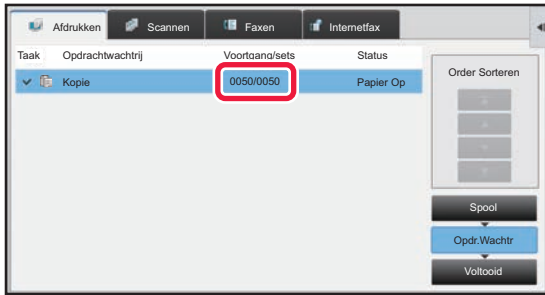 Afdrukken Scannen Faxen Internetfax
Taak Opdrachtwachtrij Voortgang/sets Status
Kopie 0050/0050 Papier Op
Order Sorteren
Spool
Opdr.Wachtr
Voltooid